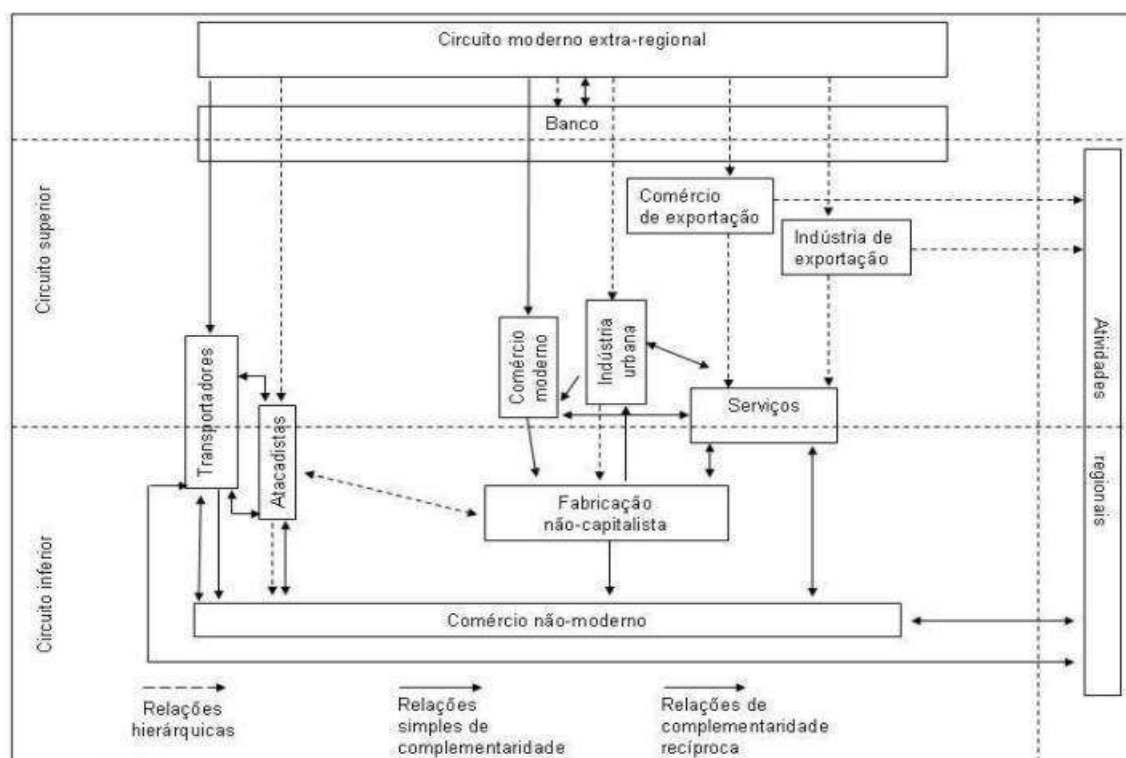 Circuito moderno extra-regional
Banco
Circuito superior
Comércio
de exportação
Indústria de
exportação
Transportadores
Atacadistas
Comércio
moderno
Indústria
urbana
Serviços
Atividades
regionais
Circuito inferior
Fabricação
não-capitalista
Comércio não-moderno
Relações
hierárquicas
Relações
simples de
complementaridade
Relações de
complementaridade
recíproca